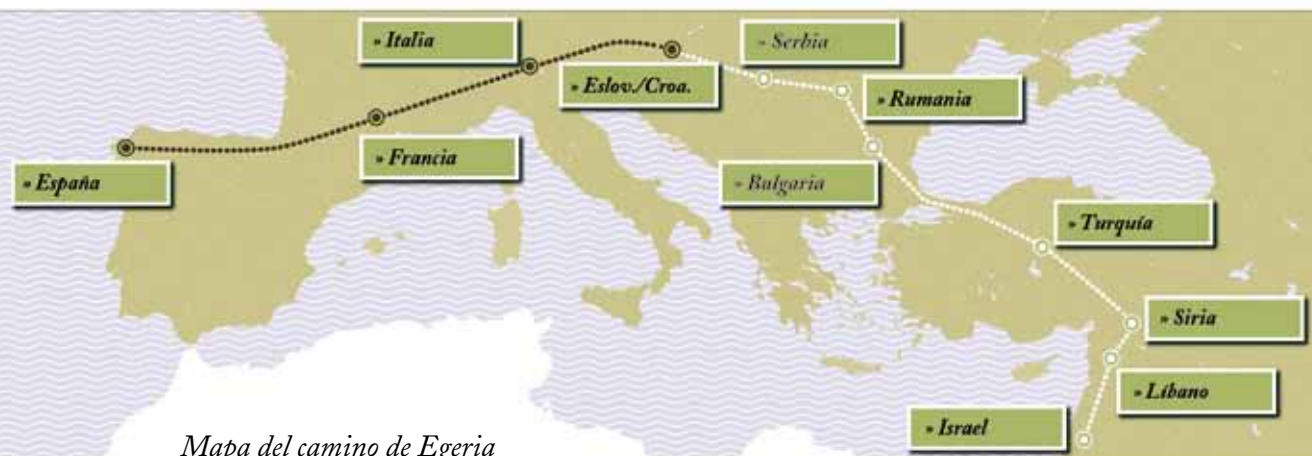 » Italia
» Serbia
» Eslov./Croa.
» Rumania
» Francia
» España
» Bulgaria
» Turquía
» Siria
» Líbano
» Israel
Mapa del camino de Egeria